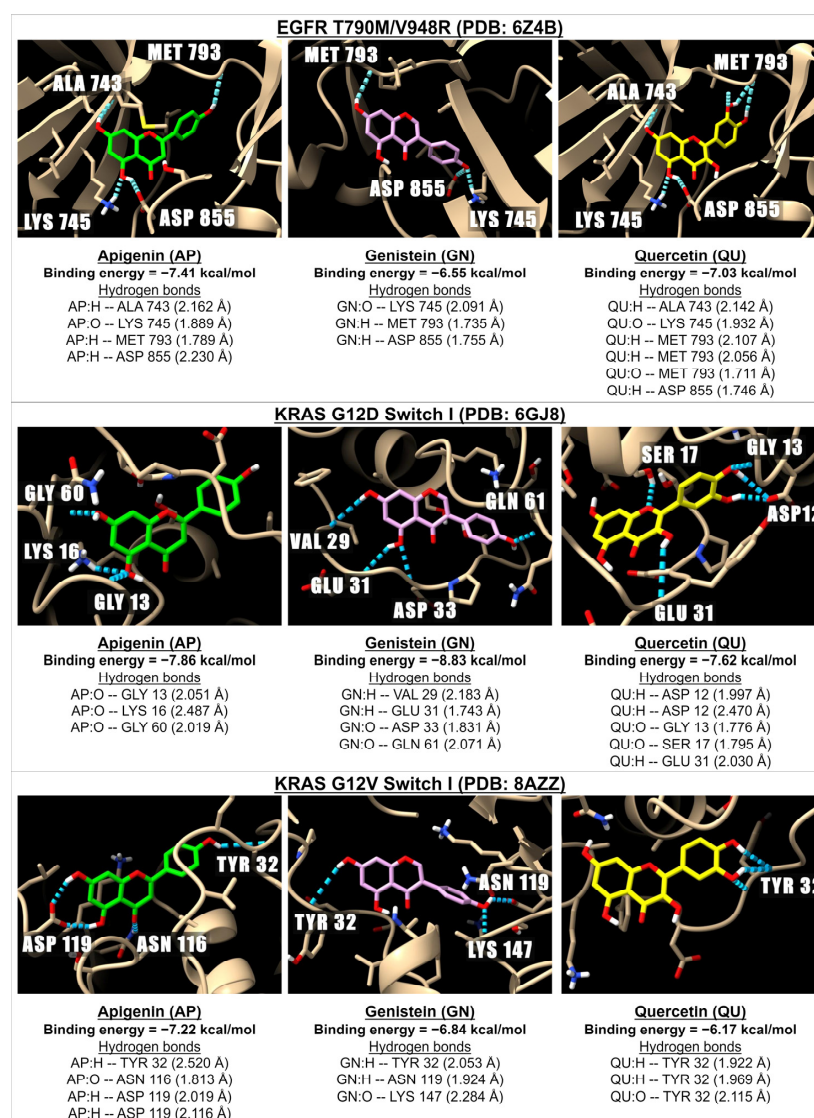 EGFR T790M/V948R (PDB: 6Z4B)
MET 793
ALA 743
LYS 745
ASP 855
MET 793
ASP 855
LYS 745
MET 793
ALA 743
LYS 745
ASP 855
Apigenin (AP)
Binding energy = −7.41 kcal/mol
Hydrogen bonds
AP:H -- ALA 743 (2.162 Å)
AP:O -- LYS 745 (1.889 Å)
AP:H -- MET 793 (1.789 Å)
AP:H -- ASP 855 (2.230 Å)
Genistein (GN)
Binding energy = −6.55 kcal/mol
Hydrogen bonds
GN:O -- LYS 745 (2.091 Å)
GN:H -- MET 793 (1.735 Å)
GN:H -- ASP 855 (1.755 Å)
Quercetin (QU)
Binding energy = −7.03 kcal/mol
Hydrogen bonds
QU:H -- ALA 743 (2.142 Å)
QU:O -- LYS 745 (1.932 Å)
QU:H -- MET 793 (2.107 Å)
QU:H -- MET 793 (2.056 Å)
QU:O -- MET 793 (1.711 Å)
QU:H -- ASP 855 (1.746 Å)
KRAS G12D Switch I (PDB: 6GJ8)
GLY 60
LYS 16
GLY 13
GLN 61
VAL 29
GLU 31
ASP 33
SER 17
GLY 13
ASP12
GLU 31
Apigenin (AP)
Binding energy = −7.86 kcal/mol
Hydrogen bonds
AP:O -- GLY 13 (2.051 Å)
AP:O -- LYS 16 (2.487 Å)
AP:O -- GLY 60 (2.019 Å)
Genistein (GN)
Binding energy = −8.83 kcal/mol
Hydrogen bonds
GN:H -- VAL 29 (2.183 Å)
GN:H -- GLU 31 (1.743 Å)
GN:O -- ASP 33 (1.831 Å)
GN:O -- GLN 61 (2.071 Å)
Quercetin (QU)
Binding energy = −7.62 kcal/mol
Hydrogen bonds
QU:H -- ASP 12 (1.997 Å)
QU:H -- ASP 12 (2.470 Å)
QU:O -- GLY 13 (1.776 Å)
QU:O -- SER 17 (1.795 Å)
QU:H -- GLU 31 (2.030 Å)
KRAS G12V Switch I (PDB: 8AZZ)
TYR 32
ASP 119
ASN 116
ASN 119
TYR 32
LYS 147
TYR 32
Apigenin (AP)
Binding energy = −7.22 kcal/mol
Hydrogen bonds
AP:H -- TYR 32 (2.520 Å)
AP:O -- ASN 116 (1.813 Å)
AP:H -- ASP 119 (2.019 Å)
AP:H -- ASP 119 (2.116 Å)
Genistein (GN)
Binding energy = −6.84 kcal/mol
Hydrogen bonds
GN:H -- TYR 32 (2.053 Å)
GN:H -- ASN 119 (1.924 Å)
GN:O -- LYS 147 (2.284 Å)
Quercetin (QU)
Binding energy = −6.17 kcal/mol
Hydrogen bonds
QU:H -- TYR 32 (1.922 Å)
QU:H -- TYR 32 (1.969 Å)
QU:O -- TYR 32 (2.115 Å)